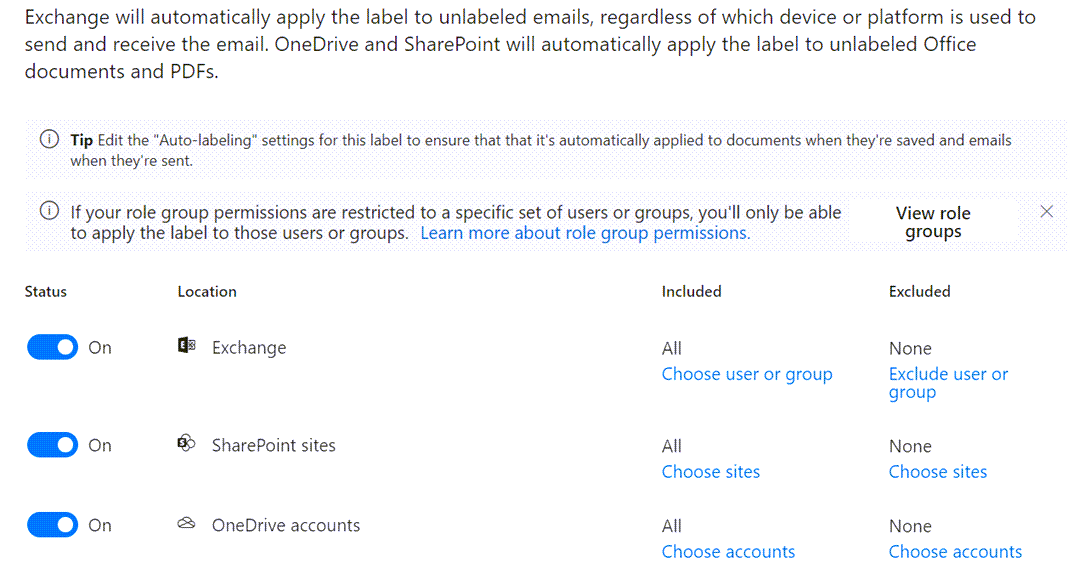 Exchange will automatically apply the label to unlabeled emails, regardless of which device or platform is used to
send and receive the email. OneDrive and SharePoint will automatically apply the label to unlabeled Office
documents and PDFs.
Tip Edit the "Auto-labeling" settings for this label to ensure that that it's automatically applied to documents when they're saved and emails
when they're sent.
If your role group permissions are restricted to a specific set of users or groups, you'll only be able
to apply the label to those users or groups. Learn more about role group permissions.
View role
groups
Status Location Included Excluded
On Exchange All None
Choose user or group Exclude user or
group
On SharePoint sites All None
Choose sites Choose sites
On OneDrive accounts All None
Choose accounts Choose accounts